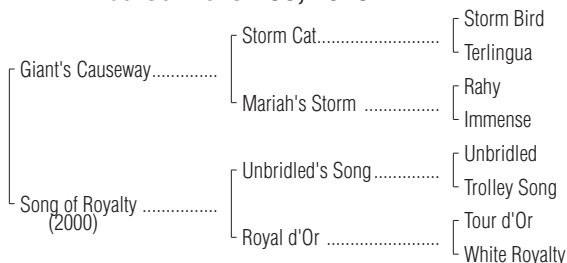 Storm Bird
Storm Cat........................
Terlingua
Giant's Causeway.............
Rahy
Mariah's Storm ...............
Immense
Unbridled
Unbridled's Song.............
Trolley Song
Song of Royalty ...............
(2000)
Tour d'Or
Royal d'Or ......................
White Royalty